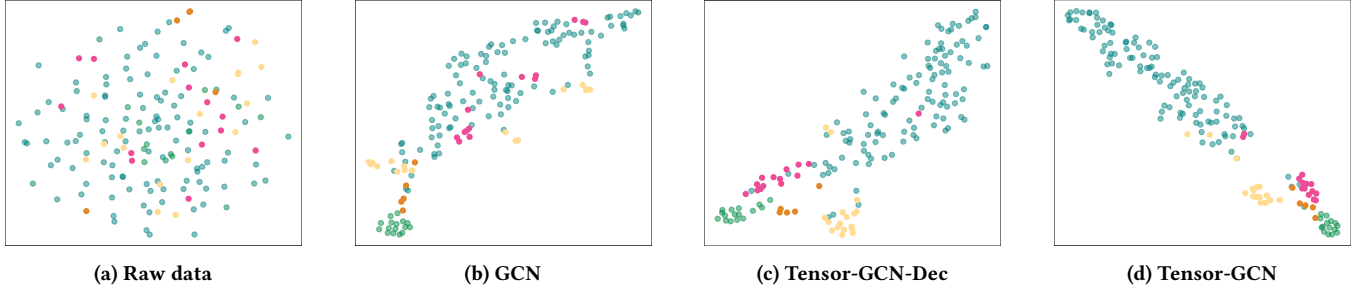 (a) Raw data
(b) GCN
(c) Tensor-GCN-Dec
(d) Tensor-GCN